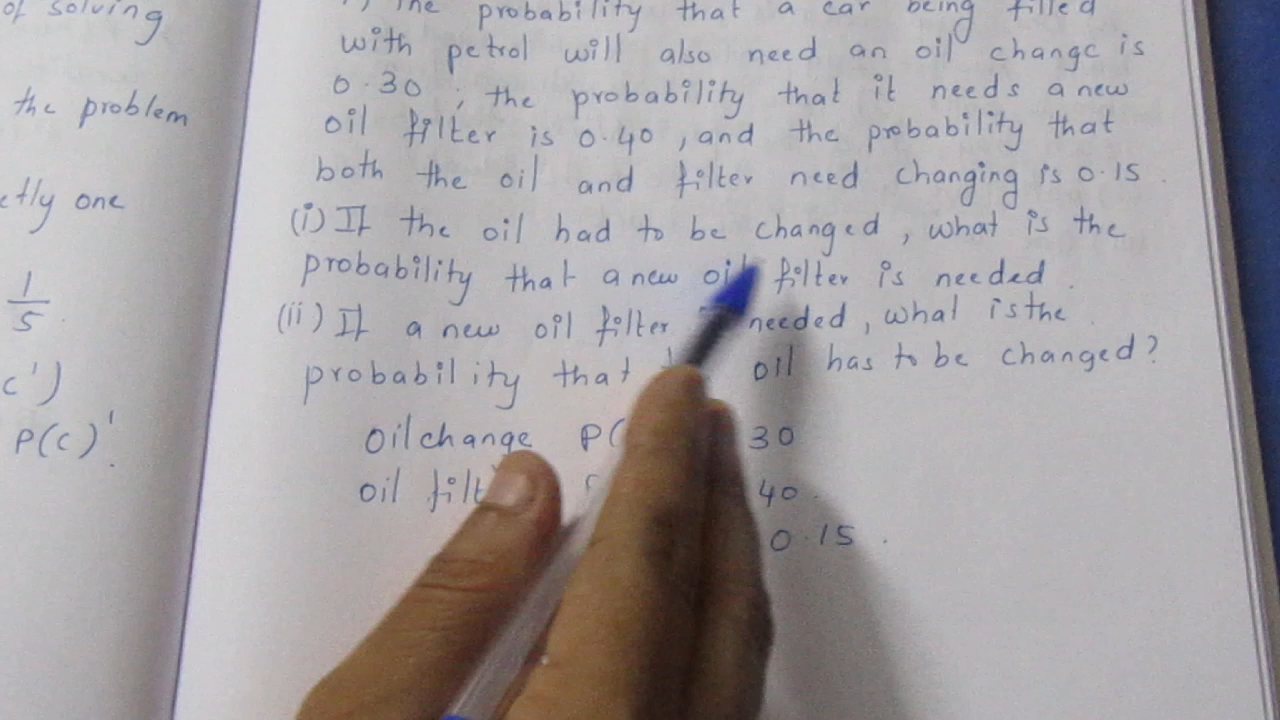 of solving
the problem
ctly one
1
5
c')
P(c)'.
The probability that a car being filled
with petrol will also need an oil change is
0.30 ; the probability that it needs a new
oil filter is 0.40 , and the probability that
both the oil and filter need changing is 0.15 .
(i) If the oil had to be changed , what is the
probability that a new oil filter is needed .
(ii) If a new oil filter needed , what is the
probability that oil has to be changed ?
oil change P( 30
oil filt 40 .
0.15 .